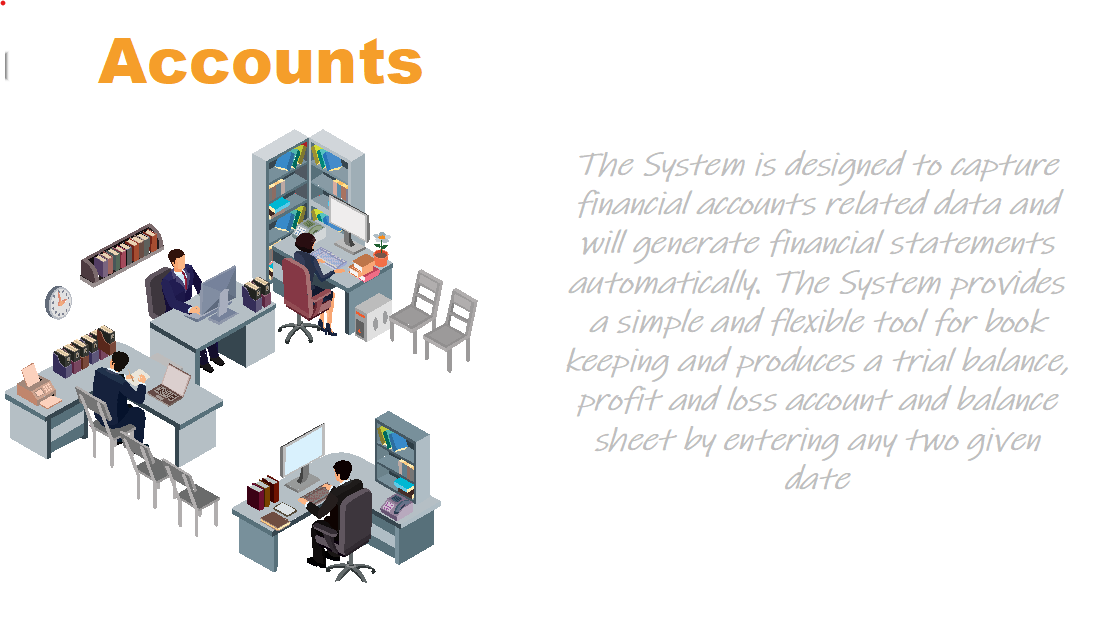 Accounts
The System is designed to capture
financial accounts related data and
will generate financial statements
automatically. The System provides
a simple and flexible tool for book
keeping and produces a trial balance,
profit and loss account and balance
sheet by entering any two given
date